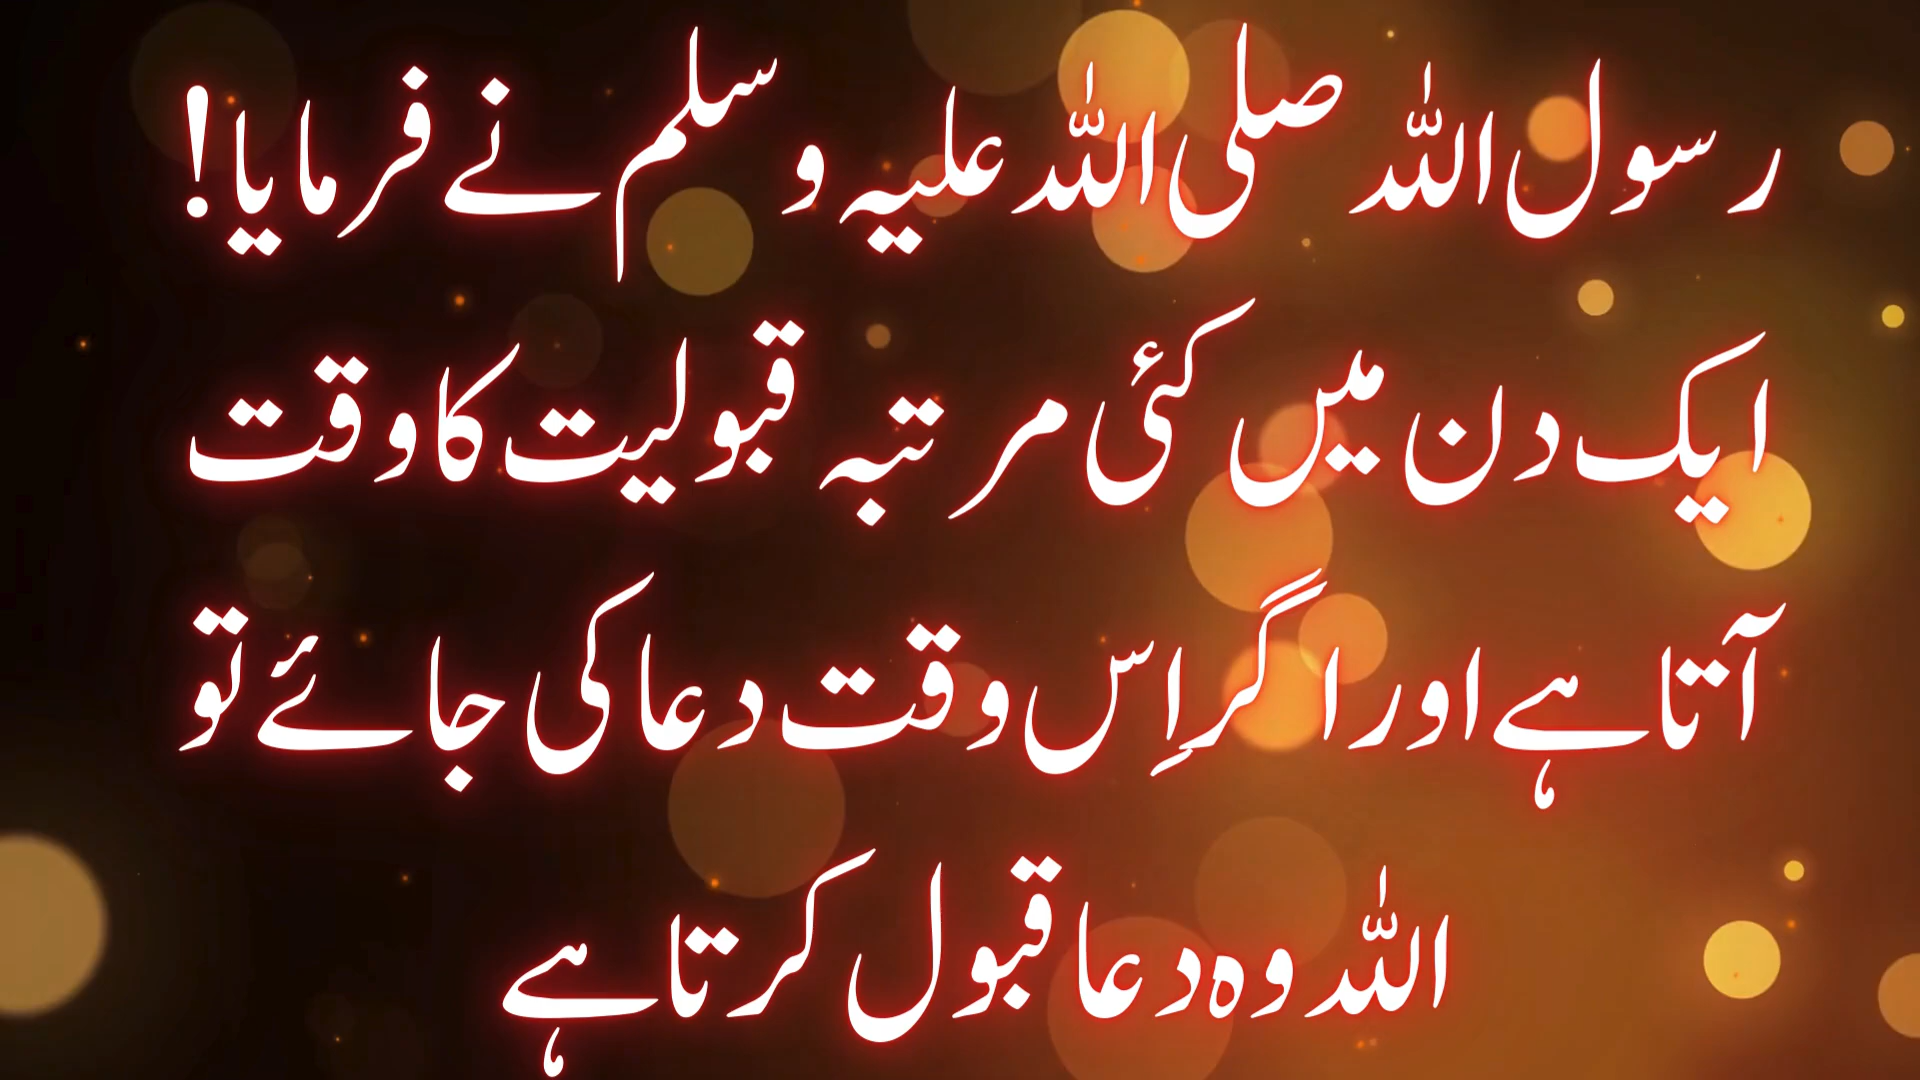 رسول اللہ صلی اللہ علیہ وسلم نے فرمایا!
ایک دن میں کئی مرتبہ قبولیت کا وقت
آتا ہے اور اگر اِس وقت دعا کی جائے تو
اللہ وہ دعا قبول کرتا ہے